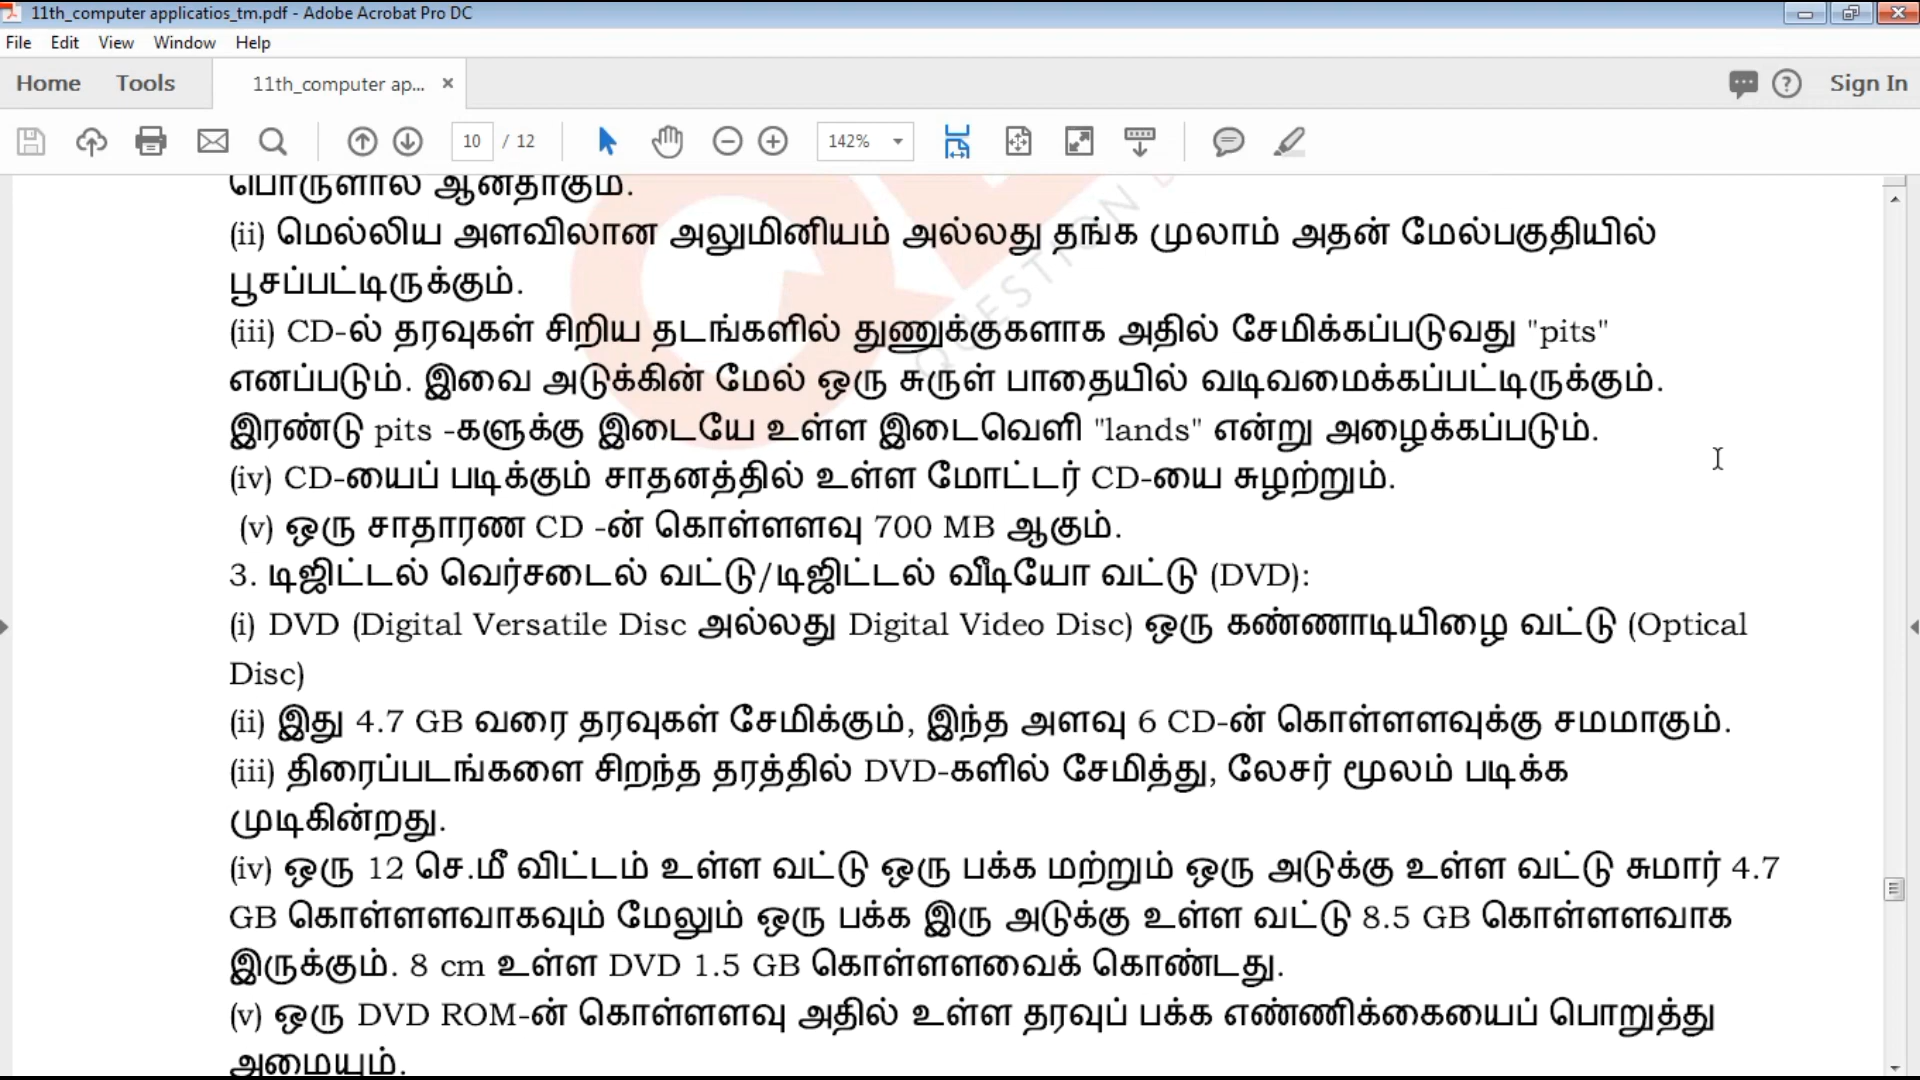 11th_computer applicatios_tm.pdf - Adobe Acrobat Pro DC
File Edit View Window Help
Home Tools 11th_computer ap... × Sign In
10 / 12 142%
பொருளால் ஆனதாகும்.
(ii) மெல்லிய அளவிலான அலுமினியம் அல்லது தங்க முலாம் அதன் மேல்பகுதியில்
பூசப்பட்டிருக்கும்.
(iii) CD-ல் தரவுகள் சிறிய தடங்களில் துணுக்குகளாக அதில் சேமிக்கப்படுவது "pits"
எனப்படும். இவை அடுக்கின் மேல் ஒரு சுருள் பாதையில் வடிவமைக்கப்பட்டிருக்கும்.
இரண்டு pits -களுக்கு இடையே உள்ள இடைவெளி "lands" என்று அழைக்கப்படும்.
(iv) CD-யைப் படிக்கும் சாதனத்தில் உள்ள மோட்டர் CD-யை சுழற்றும்.
(v) ஒரு சாதாரண CD -ன் கொள்ளளவு 700 MB ஆகும்.
3. டிஜிட்டல் வெர்சடைல் வட்டு/டிஜிட்டல் வீடியோ வட்டு (DVD):
(i) DVD (Digital Versatile Disc அல்லது Digital Video Disc) ஒரு கண்ணாடியிழை வட்டு (Optical
Disc)
(ii) இது 4.7 GB வரை தரவுகள் சேமிக்கும், இந்த அளவு 6 CD-ன் கொள்ளளவுக்கு சமமாகும்.
(iii) திரைப்படங்களை சிறந்த தரத்தில் DVD-களில் சேமித்து, லேசர் மூலம் படிக்க
முடிகின்றது.
(iv) ஒரு 12 செ.மீ விட்டம் உள்ள வட்டு ஒரு பக்க மற்றும் ஒரு அடுக்கு உள்ள வட்டு சுமார் 4.7
GB கொள்ளளவாகவும் மேலும் ஒரு பக்க இரு அடுக்கு உள்ள வட்டு 8.5 GB கொள்ளளவாக
இருக்கும். 8 cm உள்ள DVD 1.5 GB கொள்ளளவைக் கொண்டது.
(v) ஒரு DVD ROM-ன் கொள்ளளவு அதில் உள்ள தரவுப் பக்க எண்ணிக்கையைப் பொறுத்து
அமையும்.
QUESTION